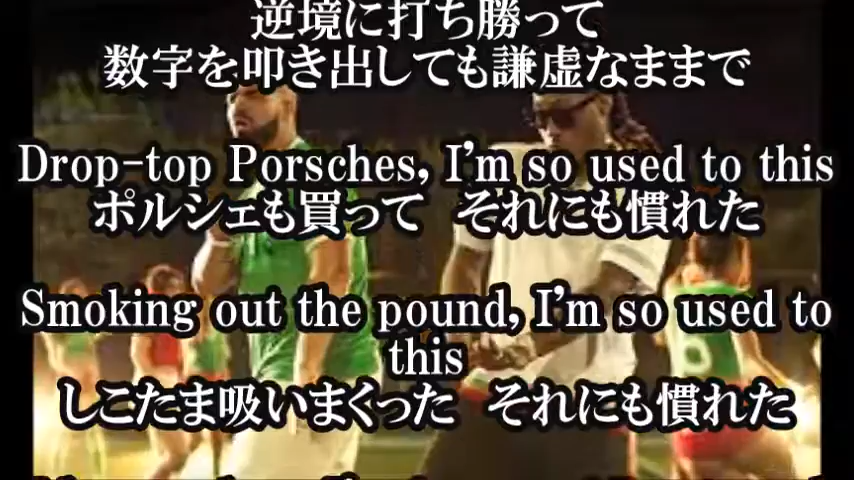 逆境に打ち勝って
数字を叩き出しても謙虚なままで
Drop-top Porsches, I'm so used to this
ポルシェも買って それにも慣れた
Smoking out the pound, I'm so used to
this
しこたま吸いまくった それにも慣れた